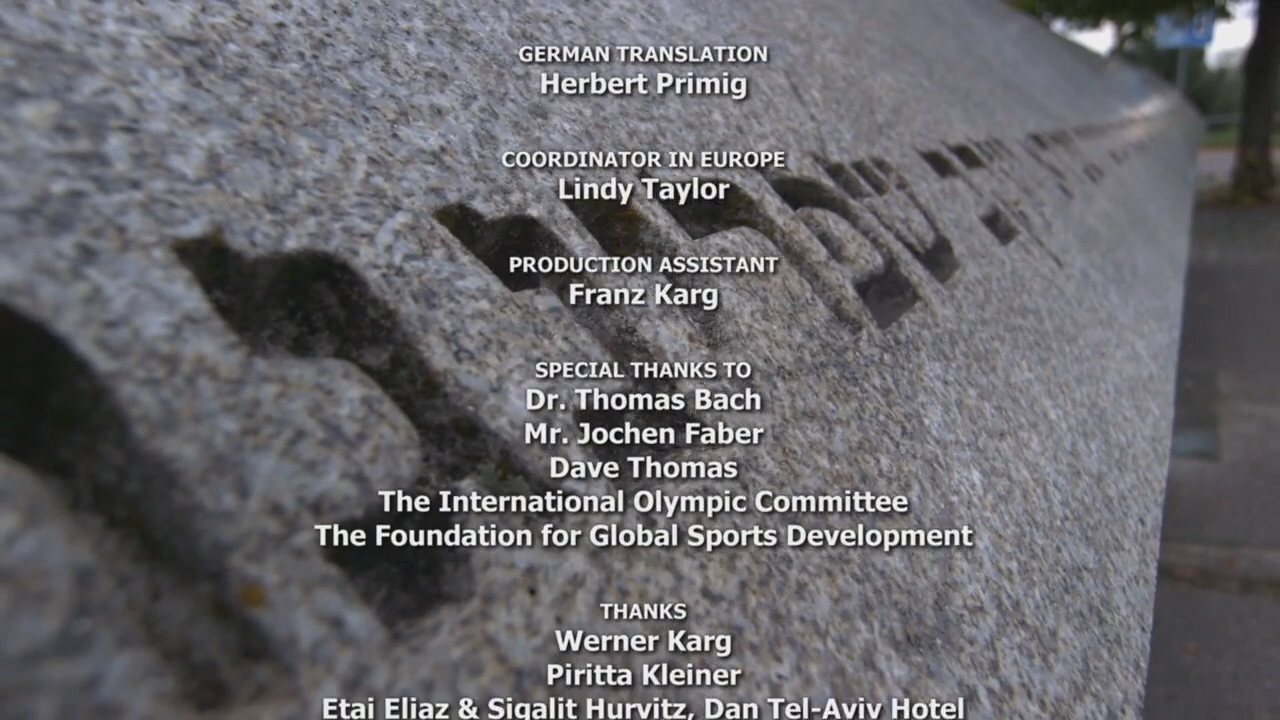 GERMAN TRANSLATION
Herbert Primig
COORDINATOR IN EUROPE
Lindy Taylor
PRODUCTION ASSISTANT
Franz Karg
SPECIAL THANKS TO
Dr. Thomas Bach
Mr. Jochen Faber
Dave Thomas
The International Olympic Committee
The Foundation for Global Sports Development
THANKS
Werner Karg
Piritta Kleiner
Etai Eliaz & Sigalit Hurvitz, Dan Tel-Aviv Hotel